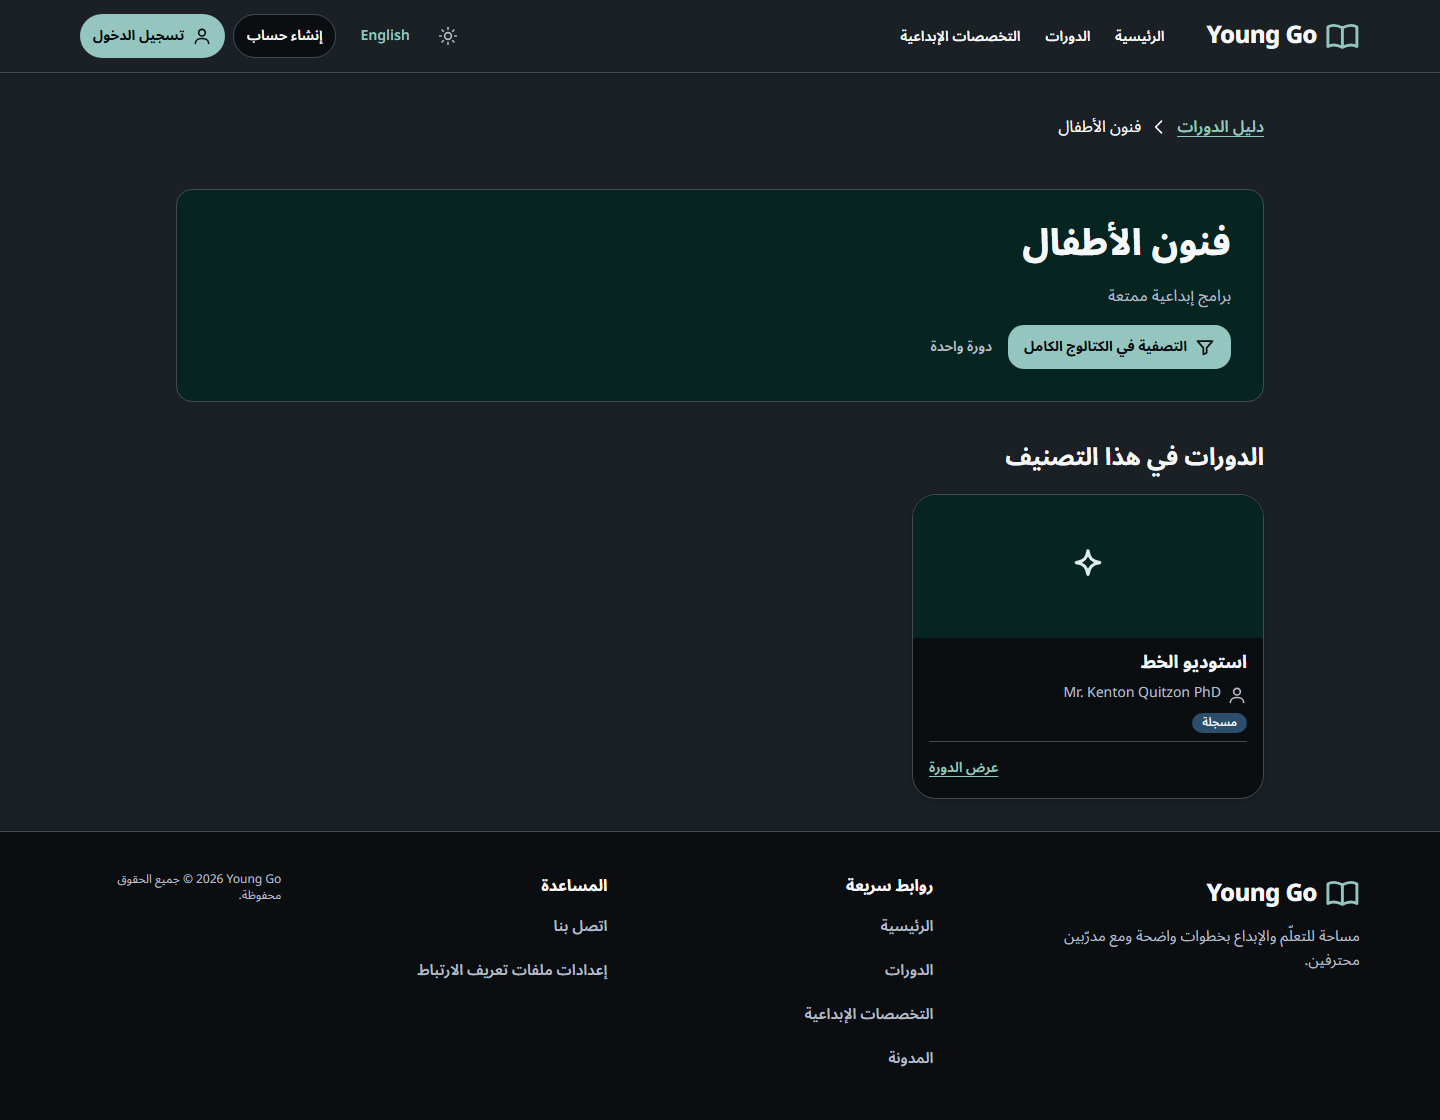 Young Go
الرئيسية
الدورات
التخصصات الإبداعية
English
إنشاء حساب
تسجيل الدخول
دليل الدورات
فنون الأطفال
فنون الأطفال
برامج إبداعية ممتعة
التصفية في الكتالوج الكامل
دورة واحدة
الدورات في هذا التصنيف
استوديو الخط
Mr. Kenton Quitzon PhD
مسجلة
عرض الدورة
Young Go
مساحة للتعلّم والإبداع بخطوات واضحة ومع مدرّبين
محترفين.
روابط سريعة
الرئيسية
الدورات
التخصصات الإبداعية
المدونة
المساعدة
اتصل بنا
إعدادات ملفات تعريف الارتباط
Young Go 2026 © جميع الحقوق
محفوظة.